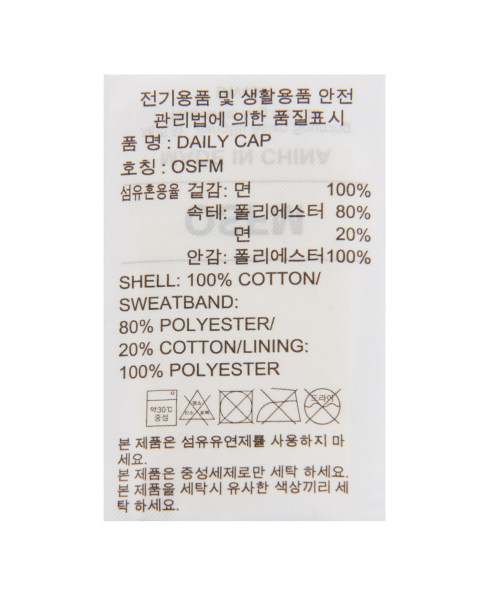 전기용품 및 생활용품 안전
관리법에 의한 품질표시
품 명 : DAILY CAP
호칭 : OSFM
섬유혼용율 겉감: 면 100%
속테: 폴리에스터 80%
면 20%
안감: 폴리에스터100%
SHELL: 100% COTTON/
SWEATBAND:
80% POLYESTER/
20% COTTON/LINING:
100% POLYESTER
약30℃
중성
드라이
본 제품은 섬유유연제를 사용하지 마
세요.
본 제품은 중성세제로만 세탁 하세요.
본 제품을 세탁시 유사한 색상끼리 세
탁 하세요.
MADE IN CHINA
OSFM